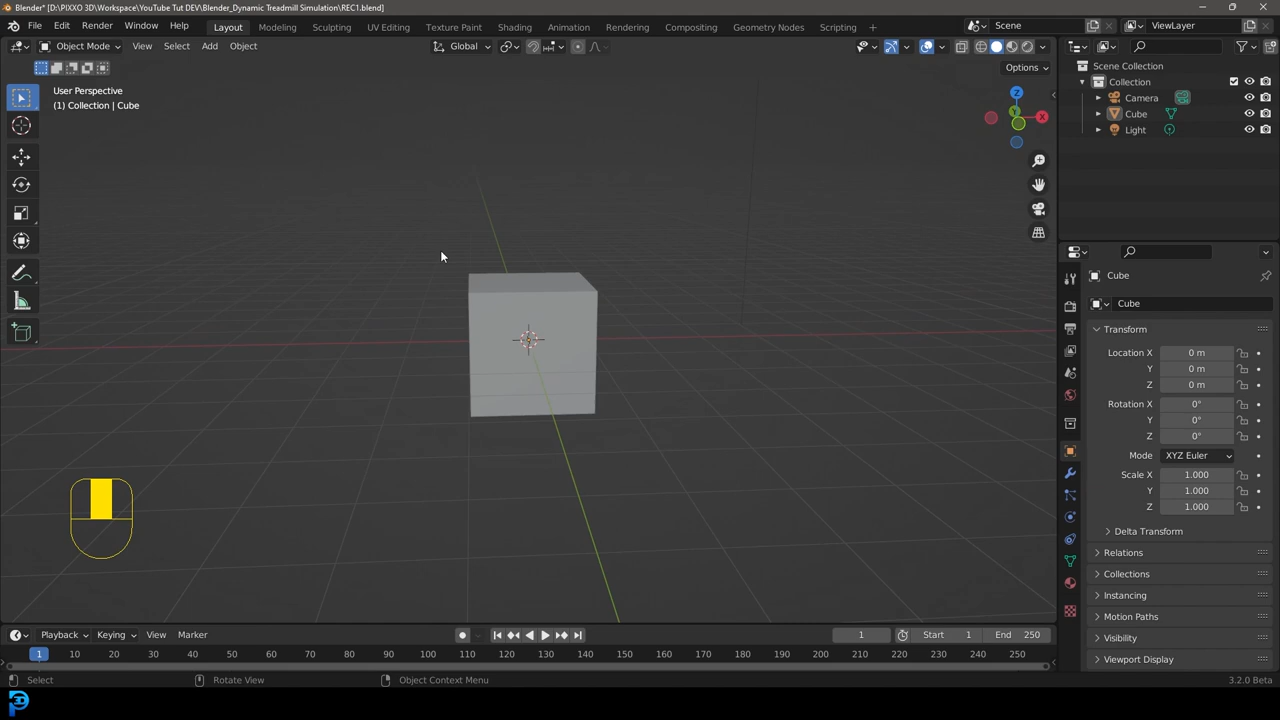 Blender* [D:\PIXXO 3D\Workspace\YouTube Tut DEV\Blender_Dynamic Treadmill Simulation\REC1.blend]
File Edit Render Window Help Layout Modeling Sculpting UV Editing Texture Paint Shading Animation Rendering Compositing Geometry Nodes Scripting Scene ViewLayer
Object Mode View Select Add Object Global
Options
User Perspective
(1) Collection | Cube
Z
Y
X
Scene Collection
Collection
Camera
Cube
Light
Cube
Cube
Transform
Location X 0 m
Y 0 m
Z 0 m
Rotation X 0°
Y 0°
Z 0°
Mode XYZ Euler
Scale X 1.000
Y 1.000
Z 1.000
Delta Transform
Relations
Collections
Instancing
Motion Paths
Visibility
Viewport Display
Playback Keying View Marker 1 Start 1 End 250
1 10 20 30 40 50 60 70 80 90 100 110 120 130 140 150 160 170 180 190 200 210 220 230 240 250
Select Rotate View Object Context Menu 3.2.0 Beta